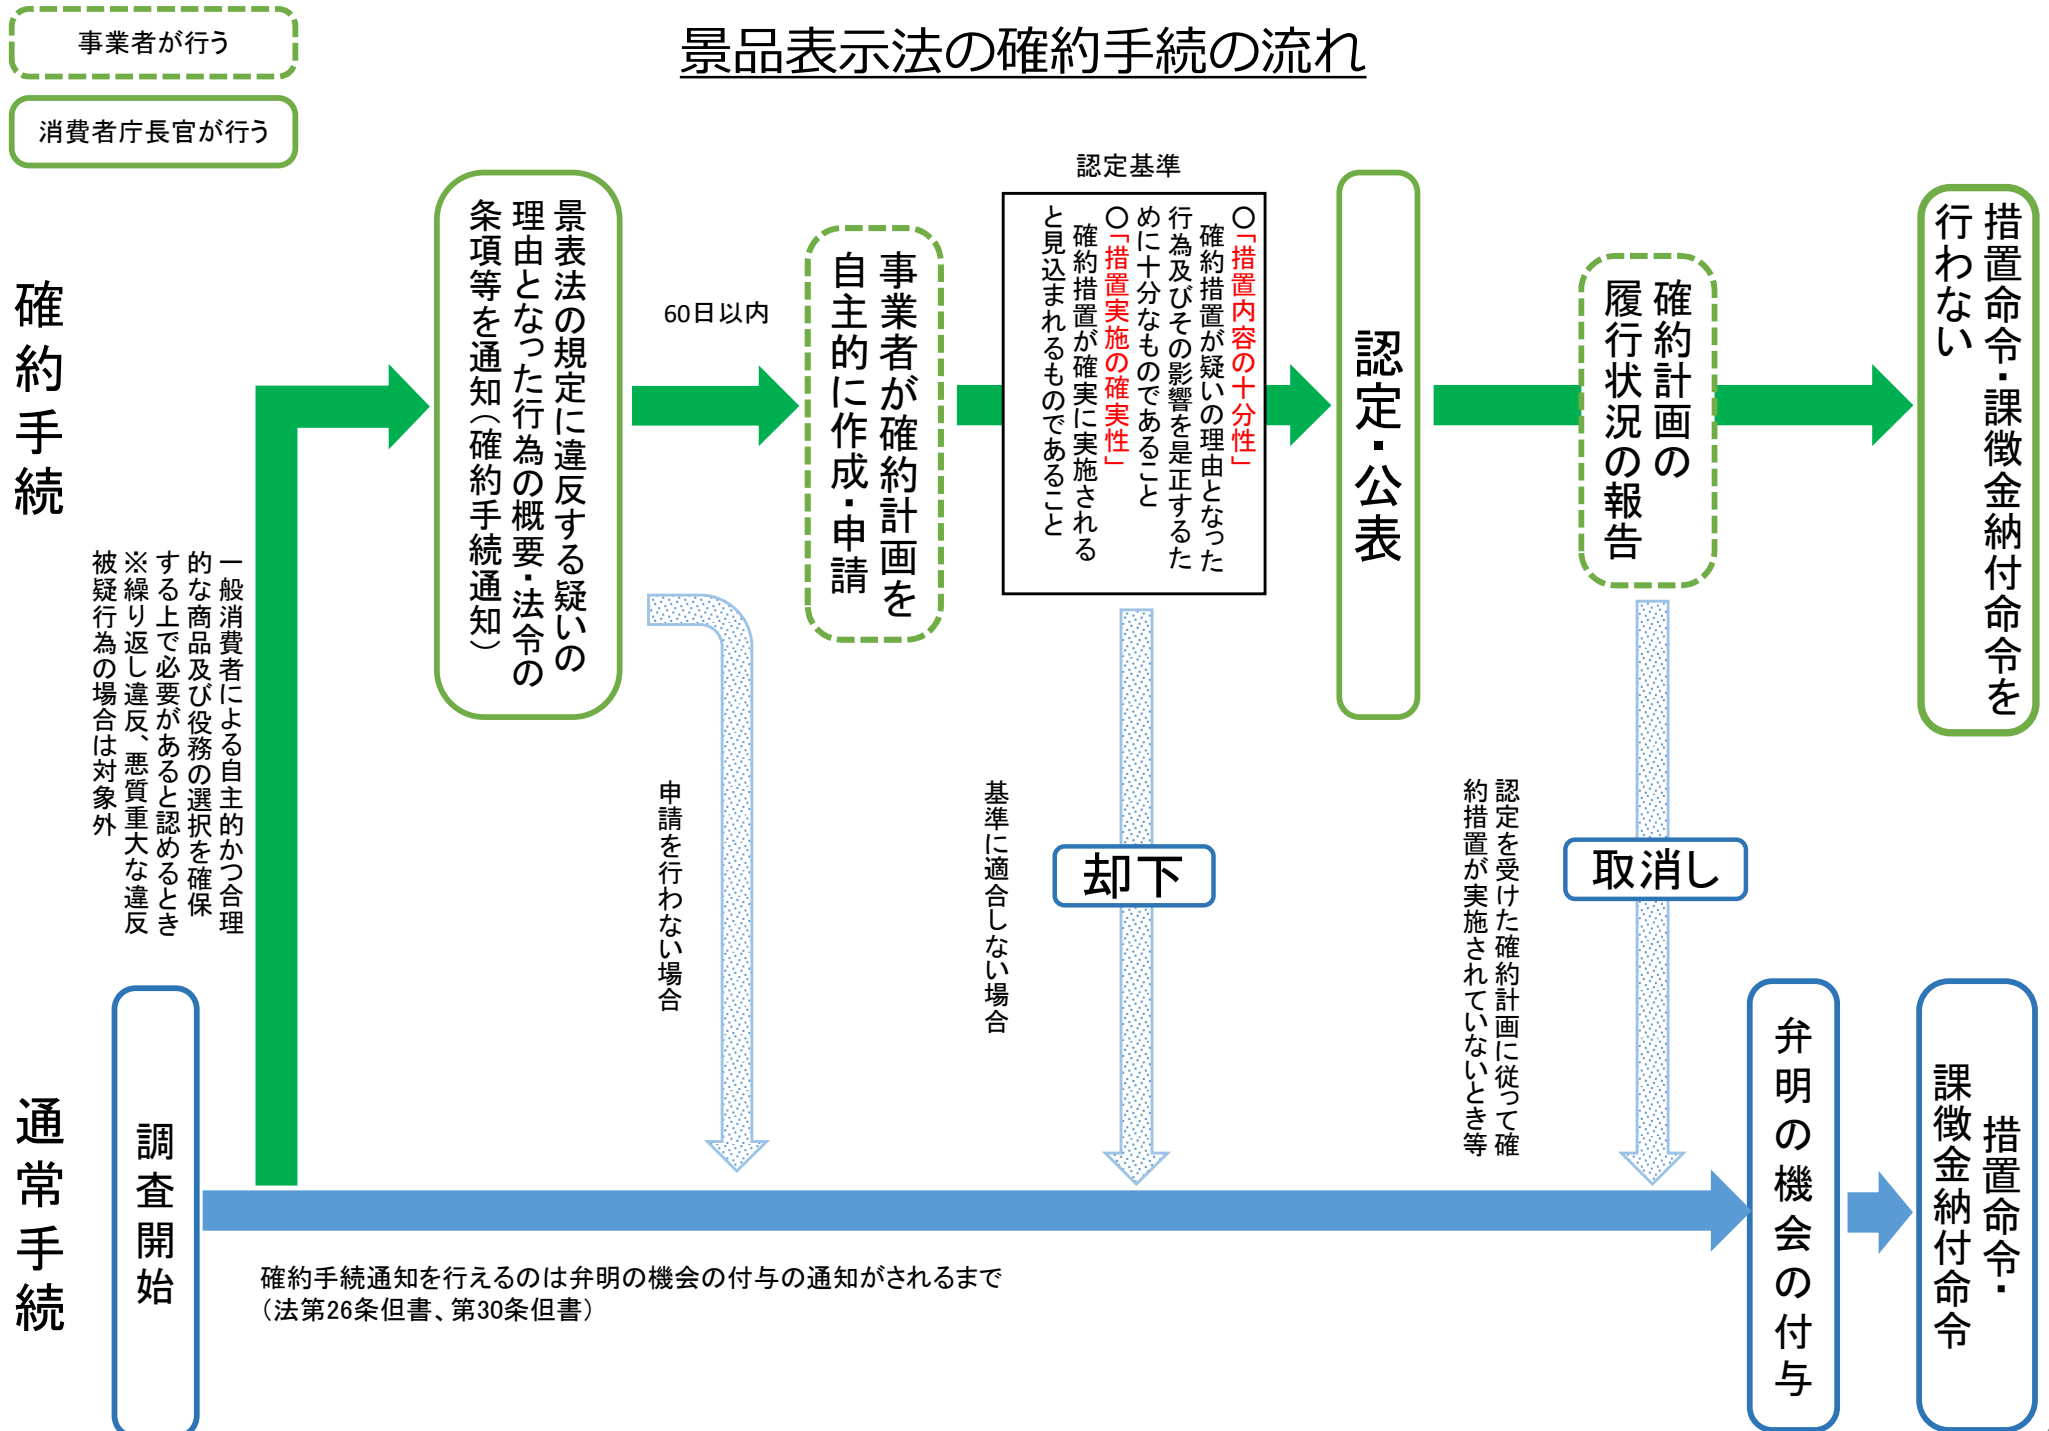 景品表示法の確約手続の流れ
事業者が行う
消費者庁長官が行う
確約手続
一般消費者による自主的かつ合理
的な商品及び役務の選択を確保
する上で必要があると認めるとき
※繰り返し違反、悪質重大な違反
被疑行為の場合は対象外
景表法の規定に違反する疑いの
理由となった行為の概要・法令の
条項等を通知(確約手続通知)
60日以内
事業者が確約計画を
自主的に作成・申請
認定基準
○「措置内容の十分性」
確約措置が疑いの理由となった
行為及びその影響を是正するた
めに十分なものであること
○「措置実施の確実性」
確約措置が確実に実施される
と見込まれるものであること
認定・公表
確約計画の
履行状況の報告
措置命令・課徴金納付命令を
行わない
申請を行わない場合
基準に適合しない場合
却下
認定を受けた確約計画に従って確
約措置が実施されていないとき等
取消し
通常手続
調査開始
確約手続通知を行えるのは弁明の機会の付与の通知がされるまで
(法第26条但書、第30条但書)
弁明の機会の付与
措置命令・
課徴金納付命令